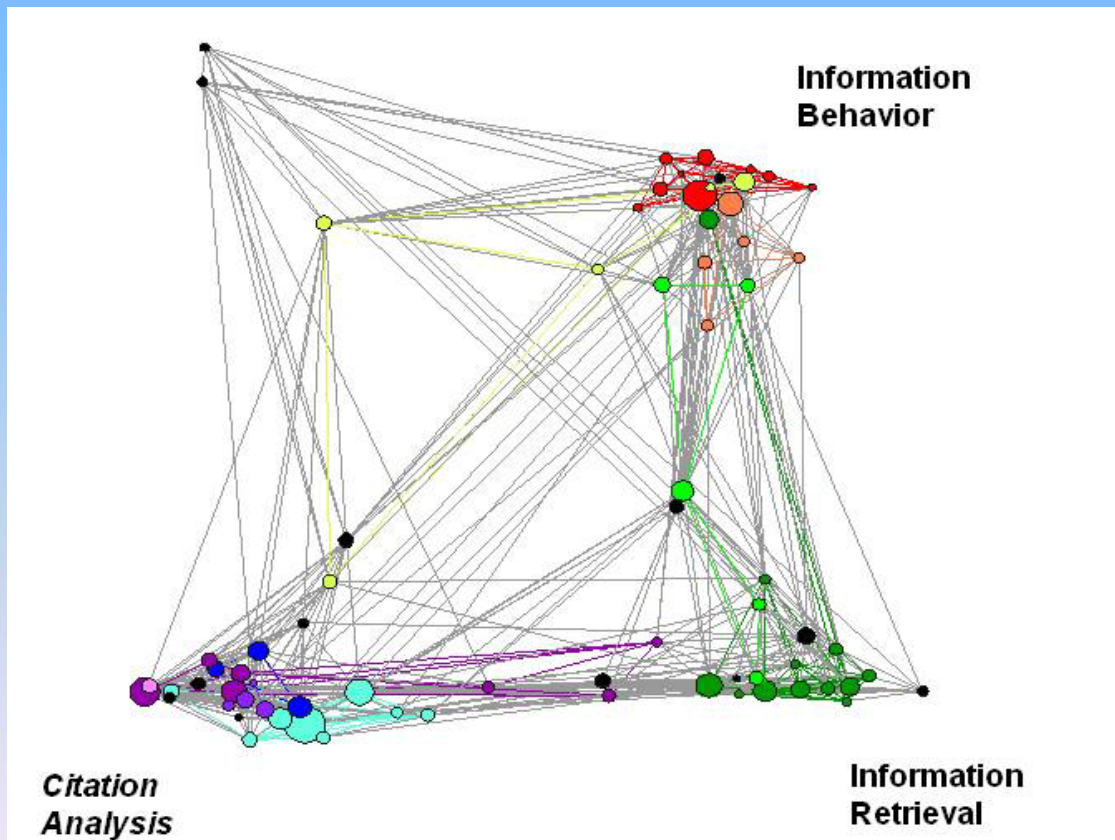 Information
Behavior
Citation
Analysis
Information
Retrieval